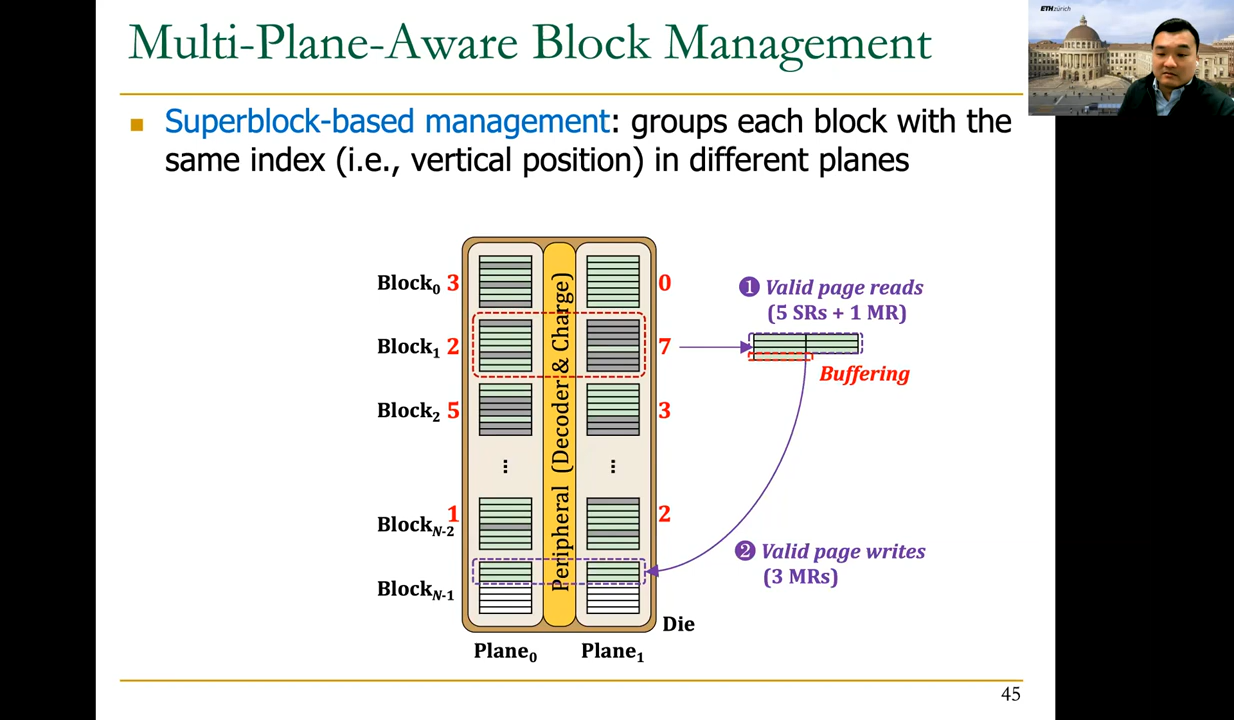 Multi-Plane-Aware Block Management
ETH zürich
Superblock-based management: groups each block with the
same index (i.e., vertical position) in different planes
Block0 3
0
Block1 2
7
Block2 5
3
⋮
⋮
BlockN-2 1
2
BlockN-1
Peripheral (Decoder & Charge)
Plane0
Plane1
Die
❶ Valid page reads
(5 SRs + 1 MR)
Buffering
❷ Valid page writes
(3 MRs)
45